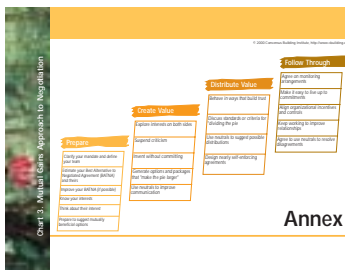 © 2000 Consensus Building Institute, http://www.cbuilding.
Chart 3. Mutual Gains Approach to Negotiation
Prepare
Clarify your mandate and define
your team
Estimate your Best Alternative to
Negotiated Agreement (BATNA)
and theirs
Improve your BATNA (if possible)
Know your interests
Think about their interest
Prepare to suggest mutually
beneficial options
Create Value
Explore interests on both sides
Suspend criticism
Invent without committing
Generate options and packages
that "make the pie larger"
Use neutrals to improve
communication
Distribute Value
Behave in ways that build trust
Discuss standards or criteria for
dividing the pie
Use neutrals to suggest possible
distributions
Design nearly self-enforcing
agreements
Follow Through
Agree on monitoring
arrangements
Make it easy to live up to
commitments
Align organizational incentives
and controls
Keep working to improve
relationships
Agree to use neutrals to resolve
disagreements
Annex